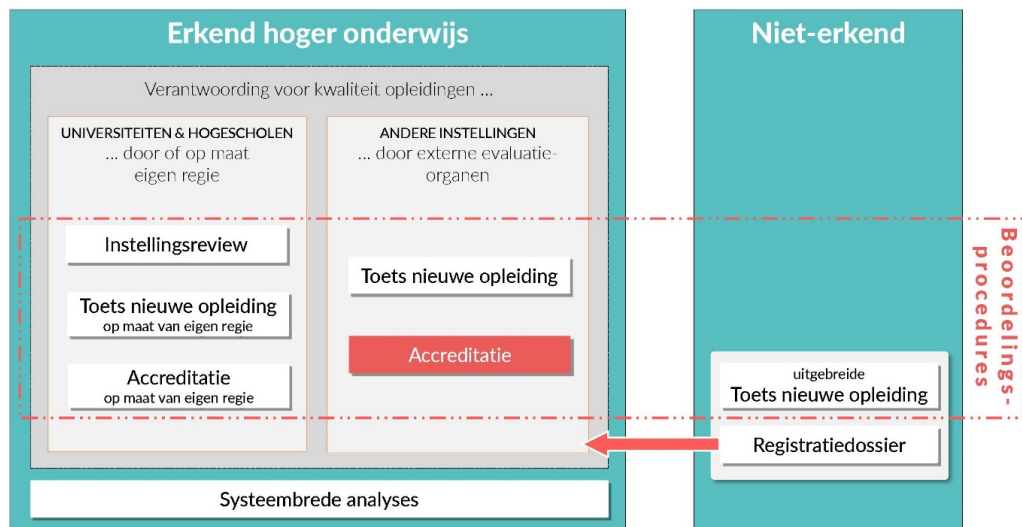 Erkend hoger onderwijs
Verantwoording voor kwaliteit opleidingen ...
UNIVERSITEITEN & HOGESCHOLEN
... door of op maat
eigen regie
Instellingsreview
Toets nieuwe opleiding
op maat van eigen regie
Accreditatie
op maat van eigen regie
ANDERE INSTELLINGEN
... door externe evaluatie-
organen
Toets nieuwe opleiding
Accreditatie
Systeembrede analyses
Niet-erkend
uitgebreide
Toets nieuwe opleiding
Registratiedossier
Beoordelings-
procedures